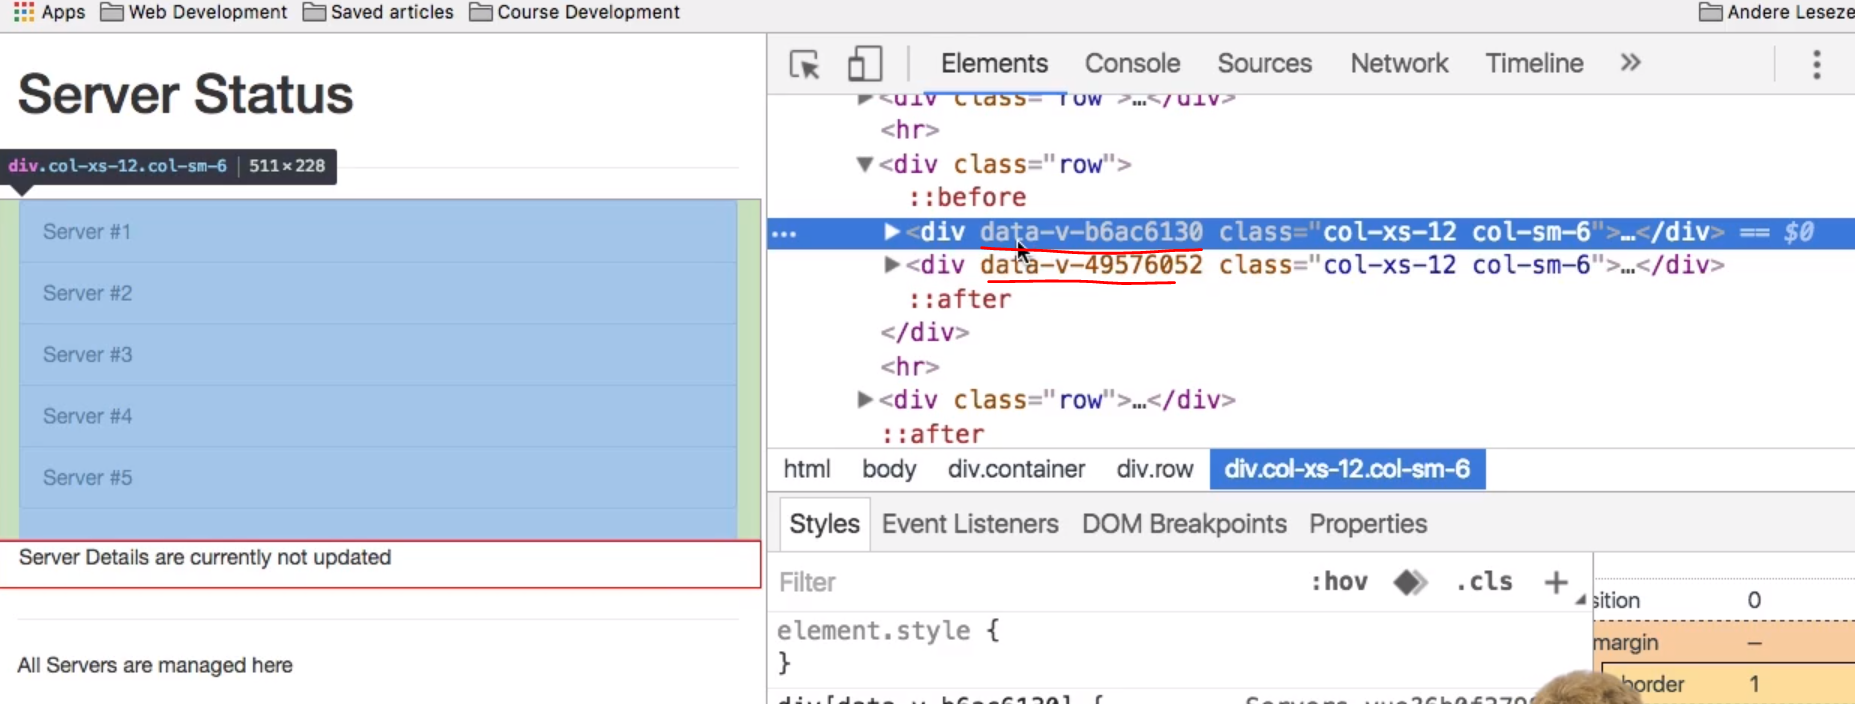 Apps Web Development Saved articles Course Development Andere Leseze
Server Status
div.col-xs-12.col-sm-6 | 511×228
Server #1
Server #2
Server #3
Server #4
Server #5
Server Details are currently not updated
All Servers are managed here
Elements Console Sources Network Timeline »
▶<div class="row">…</div>
<hr>
▼<div class="row">
::before
… ▶<div data-v-b6ac6130 class="col-xs-12 col-sm-6">…</div> == $0
▶<div data-v-49576052 class="col-xs-12 col-sm-6">…</div>
::after
</div>
<hr>
▶<div class="row">…</div>
::after
html body div.container div.row div.col-xs-12.col-sm-6
Styles Event Listeners DOM Breakpoints Properties
Filter :hov .cls +
element.style {
}
div[data-v-b6ac6130] {
sition 0
margin –
border 1